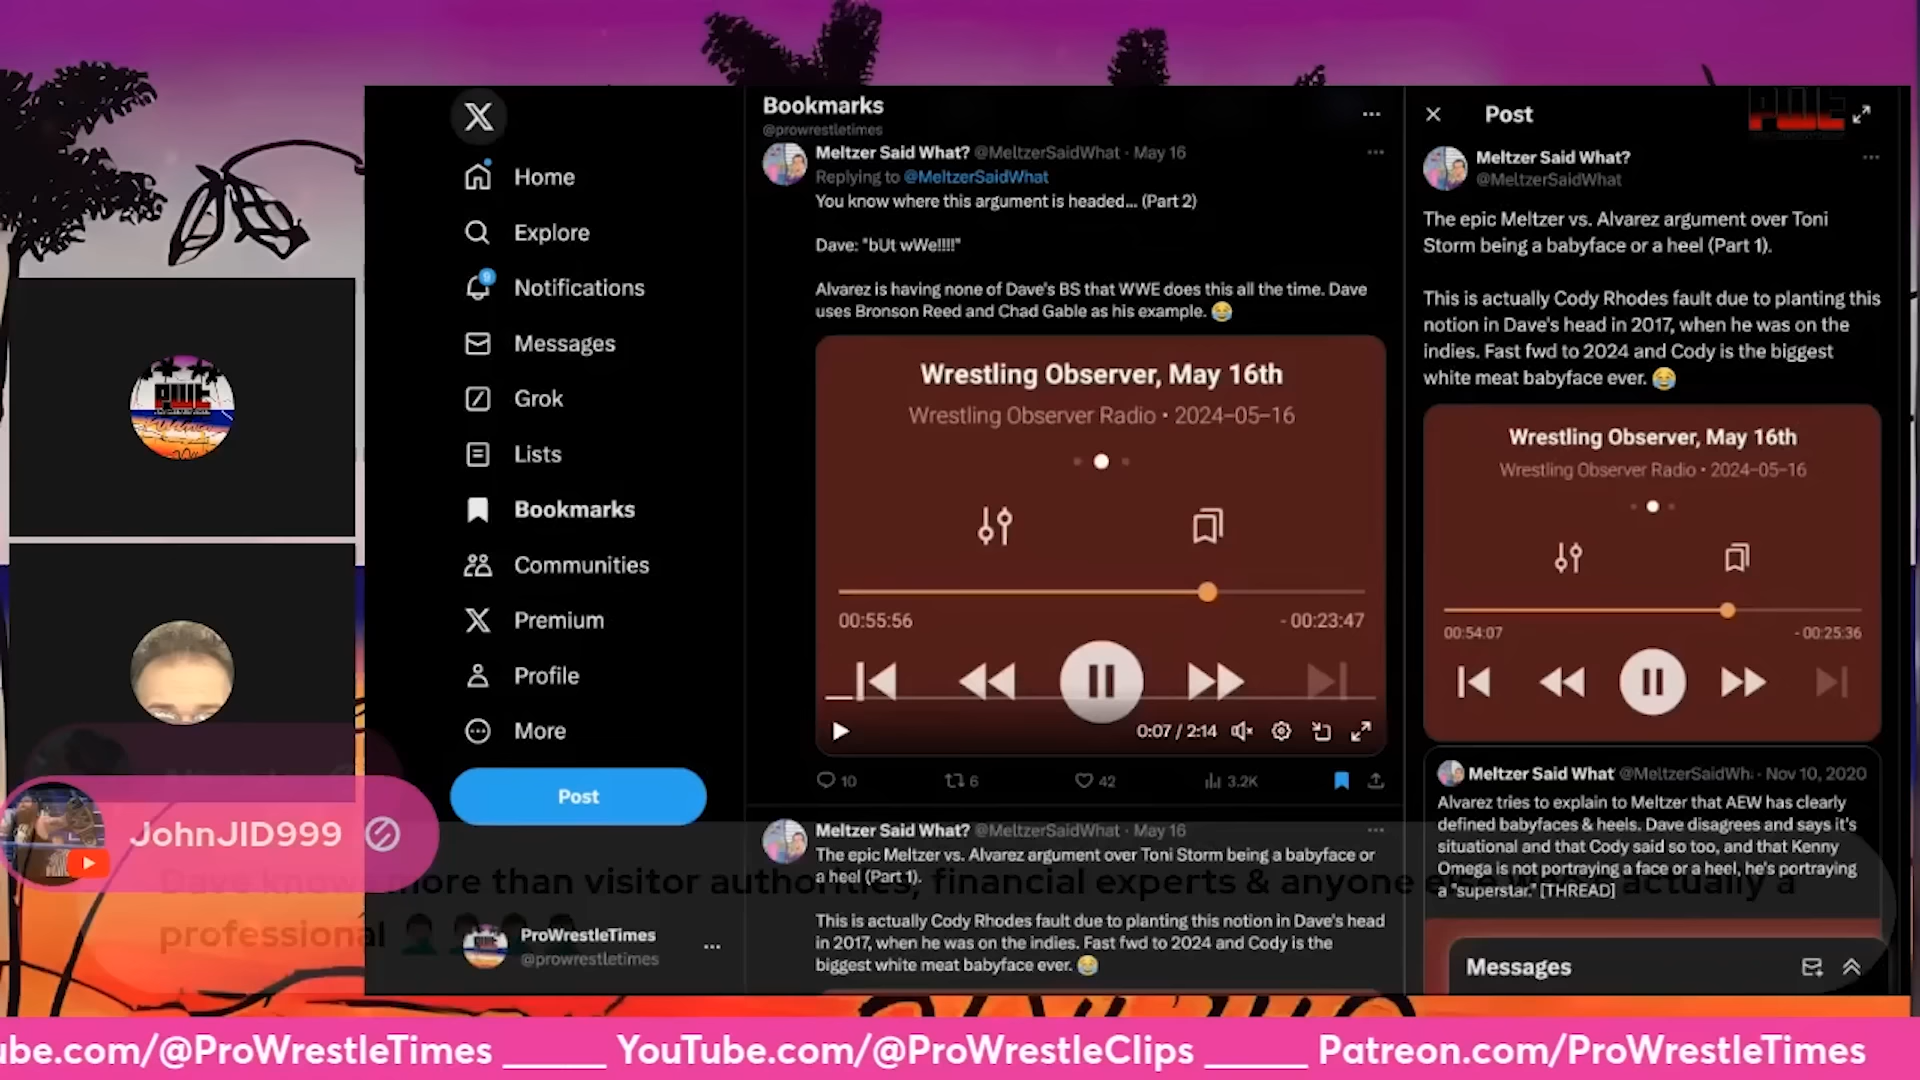 Home
Explore
9
Notifications
Messages
Grok
Lists
Bookmarks
Communities
Premium
Profile
More
Post
ProWrestleTimes
@prowrestletimes
Bookmarks
@prowrestletimes
Meltzer Said What? @MeltzerSaidWhat · May 16
Replying to @MeltzerSaidWhat
You know where this argument is headed... (Part 2)
Dave: "bUt wWe!!!!"
Alvarez is having none of Dave's BS that WWE does this all the time. Dave
uses Bronson Reed and Chad Gable as his example. 😂
Wrestling Observer, May 16th
Wrestling Observer Radio • 2024-05-16
00:55:56
- 00:23:47
0:07 / 2:14
10
6
42
3.2K
Meltzer Said What? @MeltzerSaidWhat · May 16
The epic Meltzer vs. Alvarez argument over Toni Storm being a babyface or
a heel (Part 1).
This is actually Cody Rhodes fault due to planting this notion in Dave's head
in 2017, when he was on the indies. Fast fwd to 2024 and Cody is the
biggest white meat babyface ever. 😂
Post
PWE
Meltzer Said What?
@MeltzerSaidWhat
The epic Meltzer vs. Alvarez argument over Toni
Storm being a babyface or a heel (Part 1).
This is actually Cody Rhodes fault due to planting this
notion in Dave's head in 2017, when he was on the
indies. Fast fwd to 2024 and Cody is the biggest
white meat babyface ever. 😂
Wrestling Observer, May 16th
Wrestling Observer Radio • 2024-05-16
00:54:07
- 00:25:36
Meltzer Said What @MeltzerSaidWh · Nov 10, 2020
Alvarez tries to explain to Meltzer that AEW has clearly
defined babyfaces & heels. Dave disagrees and says it's
situational and that Cody said so too, and that Kenny
Omega is not portraying a face or a heel, he's portraying
a "superstar." [THREAD]
Messages
PWE
JohnJID999
Dave knows more than visitor authorities, financial experts & anyone actually a
professional
ube.com/@ProWrestleTimes ______ YouTube.com/@ProWrestleClips ______ Patreon.com/ProWrestleTimes